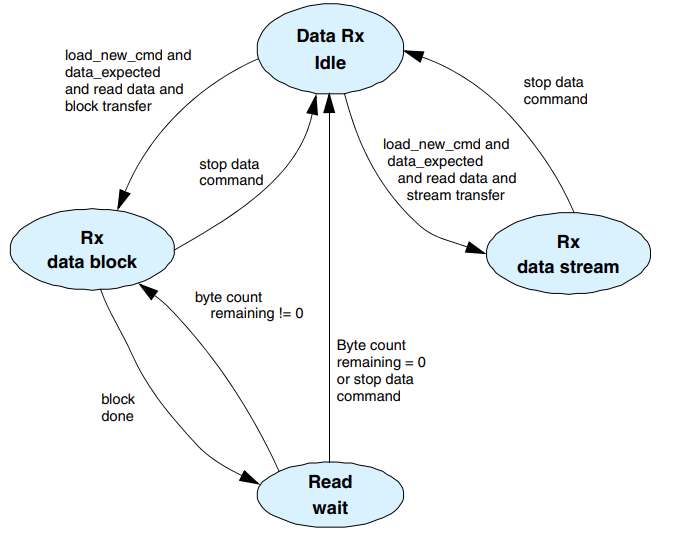 Data Rx
Idle
load_new_cmd and
data_expected
and read data and
block transfer
stop data
command
load_new_cmd and
data_expected
and read data and
stream transfer
stop data
command
Rx
data block
Rx
data stream
byte count
remaining != 0
Byte count
remaining = 0
or stop data
command
block
done
Read
wait